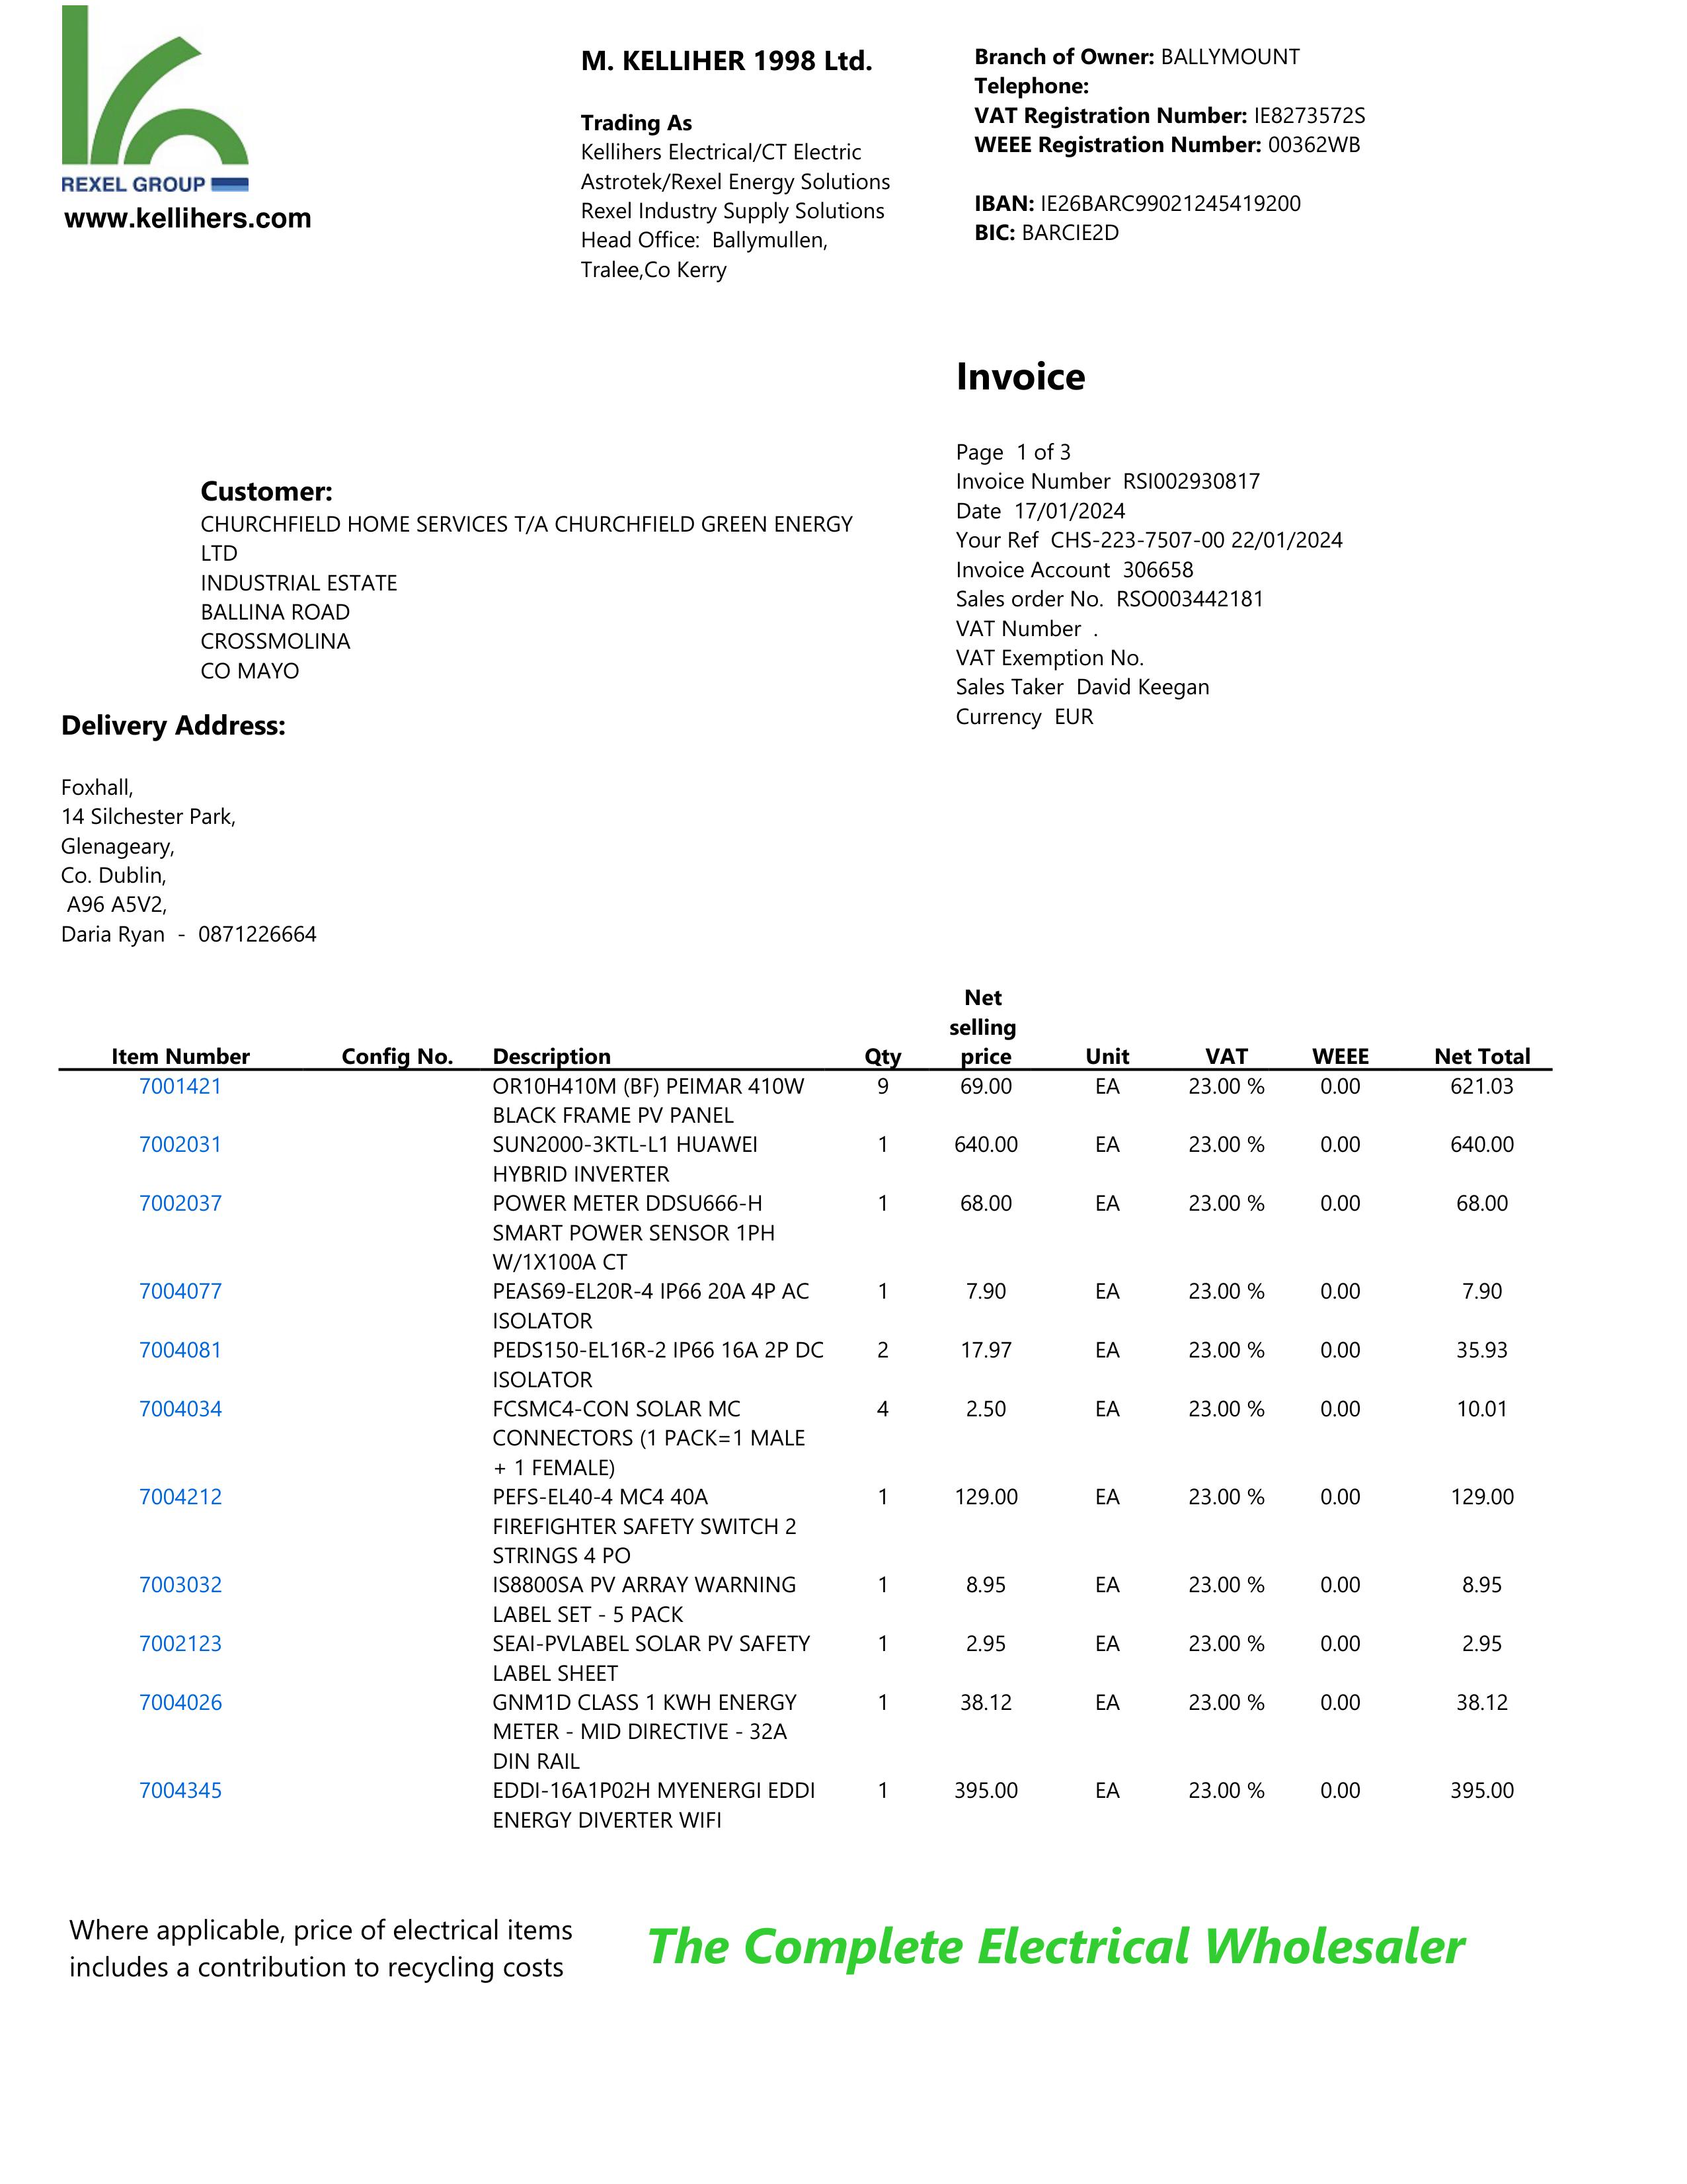 REXEL GROUP
www.kellihers.com
M. KELLIHER 1998 Ltd.
Trading As
Kellihers Electrical/CT Electric
Astrotek/Rexel Energy Solutions
Rexel Industry Supply Solutions
Head Office:  Ballymullen,
Tralee,Co Kerry
Branch of Owner: BALLYMOUNT
Telephone:
VAT Registration Number: IE8273572S
WEEE Registration Number: 00362WB
IBAN: IE26BARC99021245419200
BIC: BARCIE2D
Invoice
Page  1 of 3
Invoice Number  RSI002930817
Date  17/01/2024
Your Ref  CHS-223-7507-00 22/01/2024
Invoice Account  306658
Sales order No.  RSO003442181
VAT Number  .
VAT Exemption No.
Sales Taker  David Keegan
Currency  EUR
Customer:
CHURCHFIELD HOME SERVICES T/A CHURCHFIELD GREEN ENERGY
LTD
INDUSTRIAL ESTATE
BALLINA ROAD
CROSSMOLINA
CO MAYO
Delivery Address:
Foxhall,
14 Silchester Park,
Glenageary,
Co. Dublin,
A96 A5V2,
Daria Ryan  -  0871226664
Net
selling
Item Number Config No. Description Qty price Unit VAT WEEE Net Total
7001421 OR10H410M (BF) PEIMAR 410W 9 69.00 EA 23.00 % 0.00 621.03
BLACK FRAME PV PANEL
7002031 SUN2000-3KTL-L1 HUAWEI 1 640.00 EA 23.00 % 0.00 640.00
HYBRID INVERTER
7002037 POWER METER DDSU666-H 1 68.00 EA 23.00 % 0.00 68.00
SMART POWER SENSOR 1PH
W/1X100A CT
7004077 PEAS69-EL20R-4 IP66 20A 4P AC 1 7.90 EA 23.00 % 0.00 7.90
ISOLATOR
7004081 PEDS150-EL16R-2 IP66 16A 2P DC 2 17.97 EA 23.00 % 0.00 35.93
ISOLATOR
7004034 FCSMC4-CON SOLAR MC 4 2.50 EA 23.00 % 0.00 10.01
CONNECTORS (1 PACK=1 MALE
+ 1 FEMALE)
7004212 PEFS-EL40-4 MC4 40A 1 129.00 EA 23.00 % 0.00 129.00
FIREFIGHTER SAFETY SWITCH 2
STRINGS 4 PO
7003032 IS8800SA PV ARRAY WARNING 1 8.95 EA 23.00 % 0.00 8.95
LABEL SET - 5 PACK
7002123 SEAI-PVLABEL SOLAR PV SAFETY 1 2.95 EA 23.00 % 0.00 2.95
LABEL SHEET
7004026 GNM1D CLASS 1 KWH ENERGY 1 38.12 EA 23.00 % 0.00 38.12
METER - MID DIRECTIVE - 32A
DIN RAIL
7004345 EDDI-16A1P02H MYENERGI EDDI 1 395.00 EA 23.00 % 0.00 395.00
ENERGY DIVERTER WIFI
Where applicable, price of electrical items
includes a contribution to recycling costs
The Complete Electrical Wholesaler